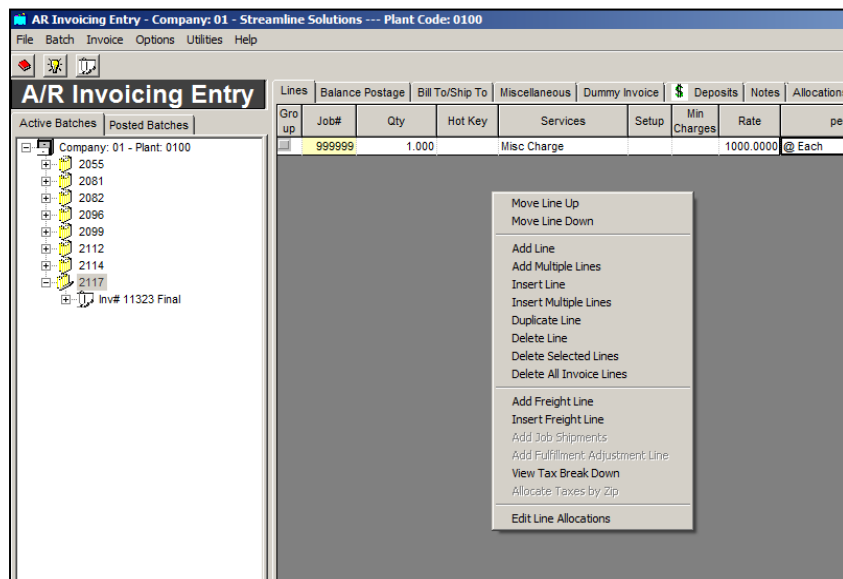 AR Invoicing Entry - Company: 01 - Streamline Solutions --- Plant Code: 0100
File Batch Invoice Options Utilities Help
A/R Invoicing Entry
Active Batches Posted Batches
Company: 01 - Plant: 0100
2055
2081
2082
2096
2099
2112
2114
2117
Inv# 11323 Final
Lines Balance Postage Bill To/Ship To Miscellaneous Dummy Invoice $ Deposits Notes Allocations
Gro up Job# Qty Hot Key Services Setup Min Charges Rate pe
999999 1.000 Misc Charge 1000.0000 @ Each
Move Line Up
Move Line Down
Add Line
Add Multiple Lines
Insert Line
Insert Multiple Lines
Duplicate Line
Delete Line
Delete Selected Lines
Delete All Invoice Lines
Add Freight Line
Insert Freight Line
Add Job Shipments
Add Fulfillment Adjustment Line
View Tax Break Down
Allocate Taxes by Zip
Edit Line Allocations